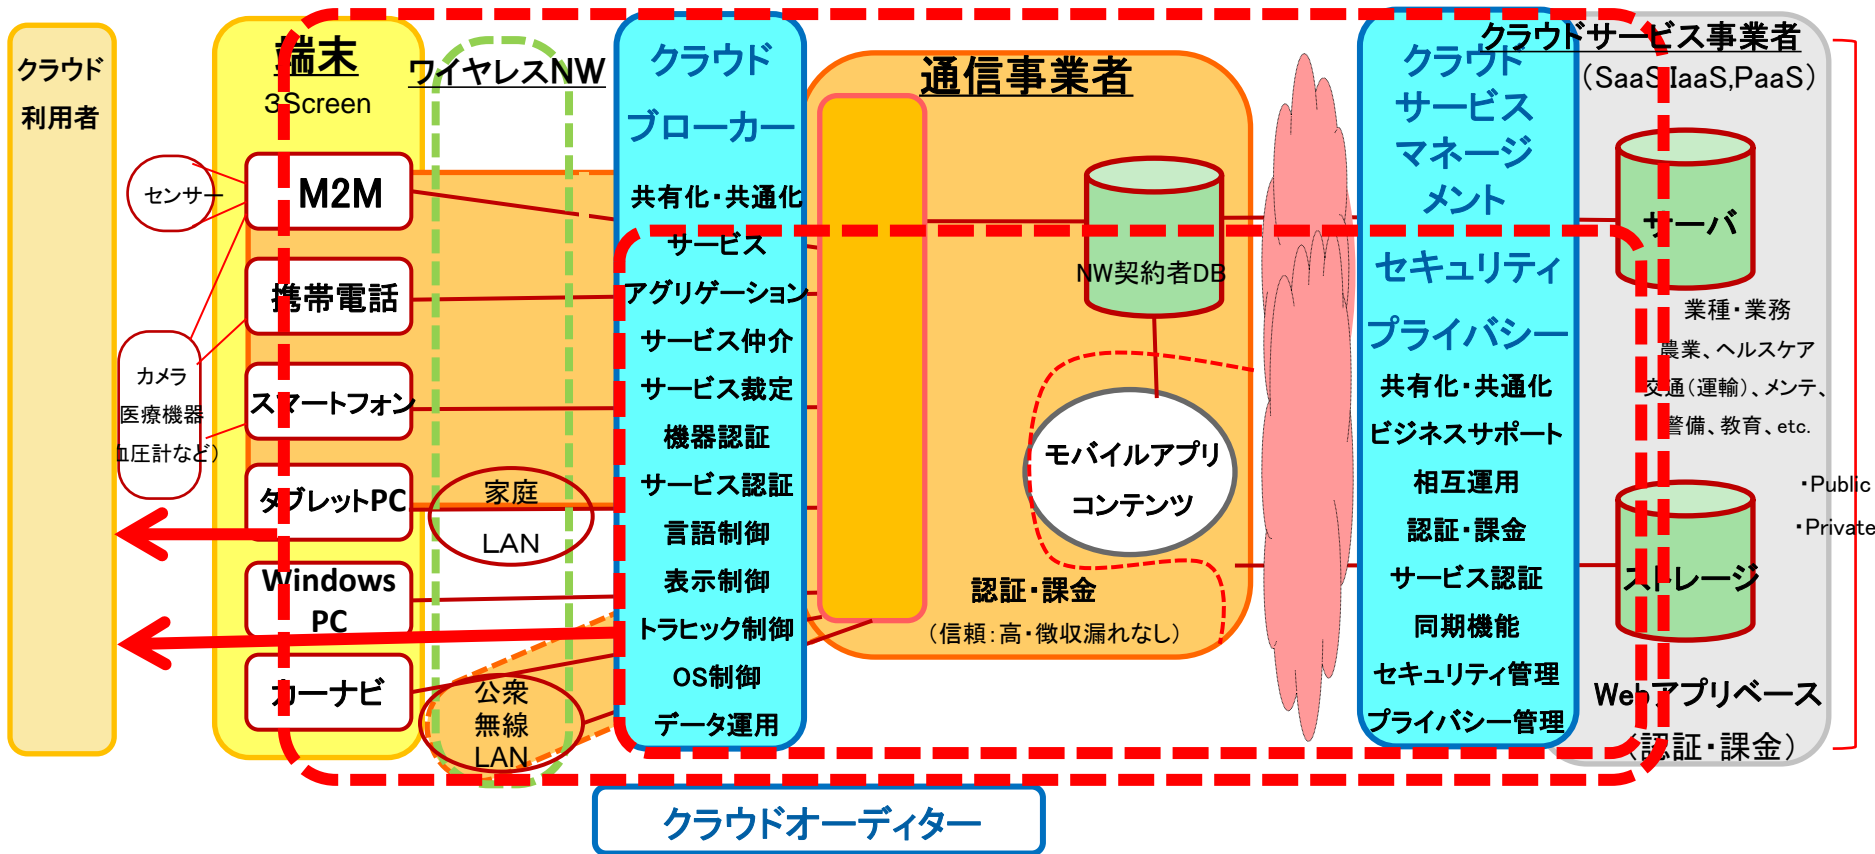 クラウド
利用者
端末
3Screen
M2M
携帯電話
スマートフォン
タブレットPC
Windows
PC
カーナビ
センサー
カメラ
医療機器
血圧計など）
ワイヤレスNW
家庭
LAN
公衆
無線
LAN
クラウド
ブローカー
共有化・共通化
サービス
アグリゲーション
サービス仲介
サービス裁定
機器認証
サービス認証
言語制御
表示制御
トラヒック制御
OS制御
データ運用
通信事業者
NW契約者DB
モバイルアプリ
コンテンツ
認証・課金
（信頼：高・徴収漏れなし）
クラウド
サービス
マネージ
メント
セキュリティ
プライバシー
共有化・共通化
ビジネスサポート
相互運用
認証・課金
サービス認証
同期機能
セキュリティ管理
プライバシー管理
クラウドサービス事業者
（SaaS,IaaS,PaaS）
サーバ
業種・業務
農業、ヘルスケア
交通（運輸）、メンテ、
警備、教育、etc.
・Public
・Private
ストレージ
Webアプリベース
（認証・課金）
クラウドオーディター